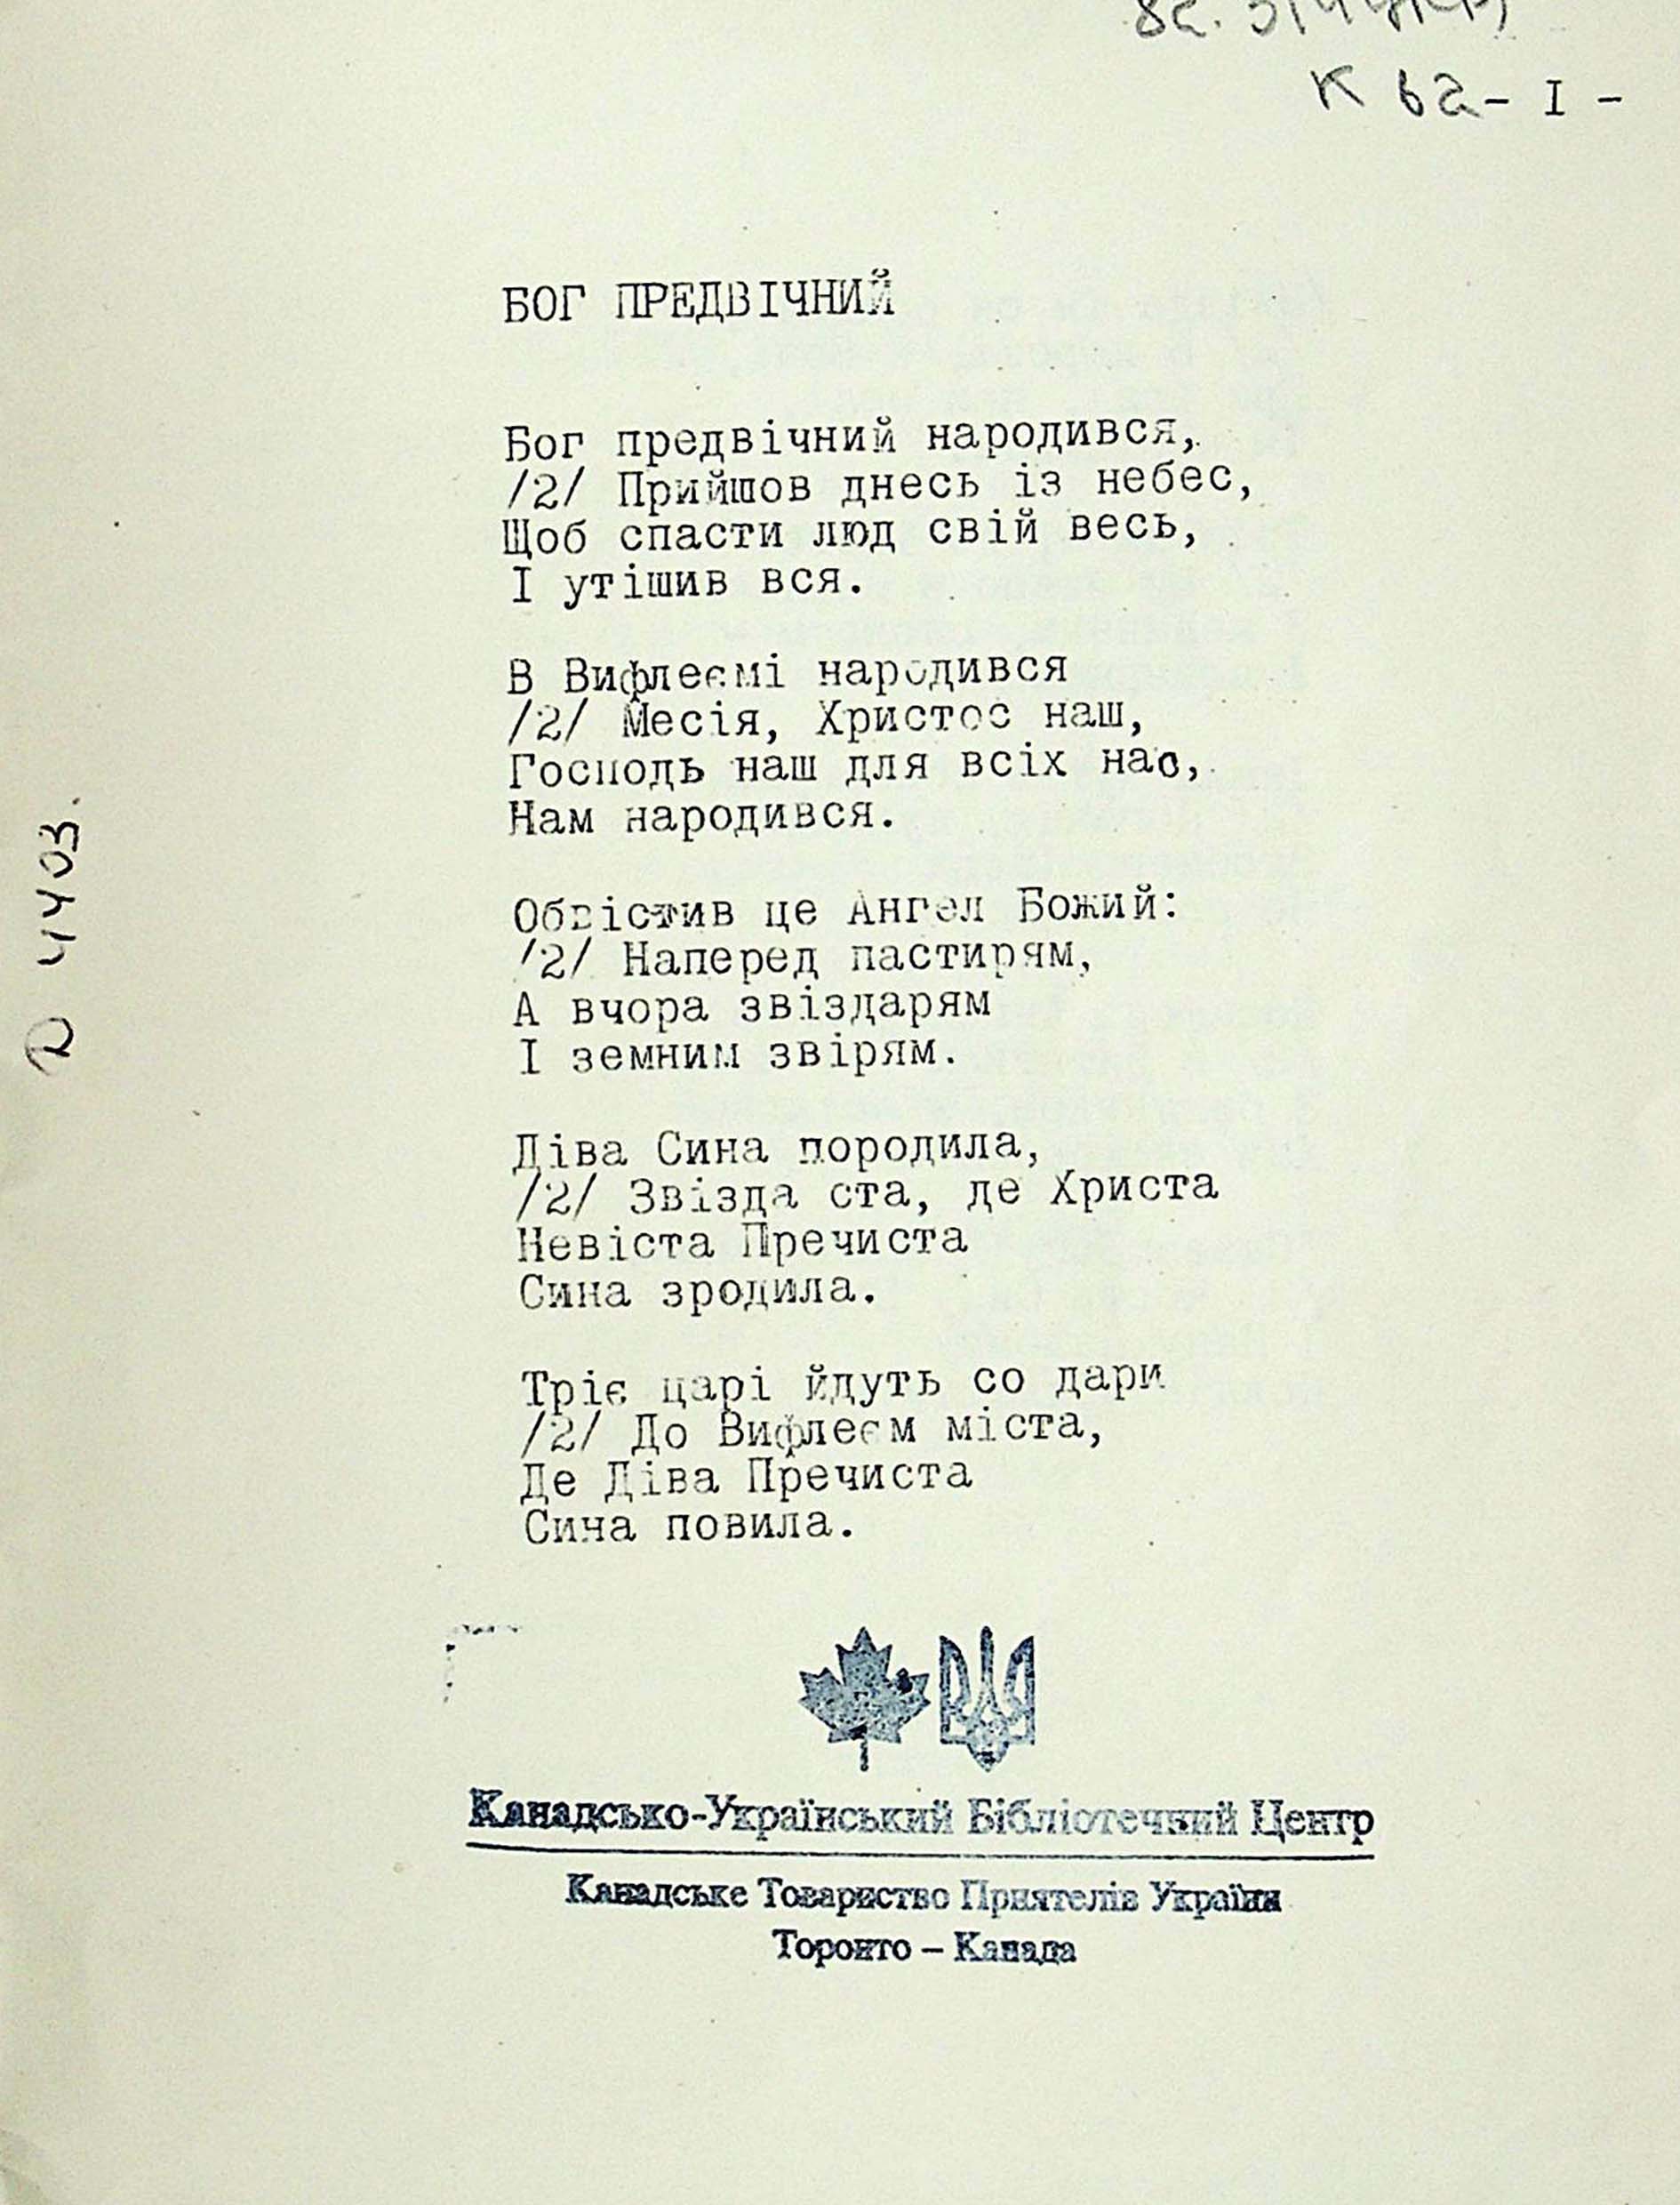 К 62 - I -
БОГ ПРЕДВІЧНИЙ
Бог предвічний народився,
/2/ Прийшов днесь із небес,
Щоб спасти люд свій весь,
І утішив вся.
В Вифлеємі народився
/2/ Месія, Христос наш,
Господь наш для всіх нас,
Нам народився.
Обвістив це Ангел Божий:
/2/ Наперед пастирям,
А вчора звіздарям
І земним звірям.
Діва Сина породила,
/2/ Звізда ста, де Христа
Невіста Пречиста
Сина зродила.
Тріє царі йдуть со дари
/2/ До Вифлеєм міста,
Де Діва Пречиста
Сина повила.
Канадсько-Український Бібліотечний Центр
Канадське Товариство Приятелів України
Торонто – Канада
Д 4403.